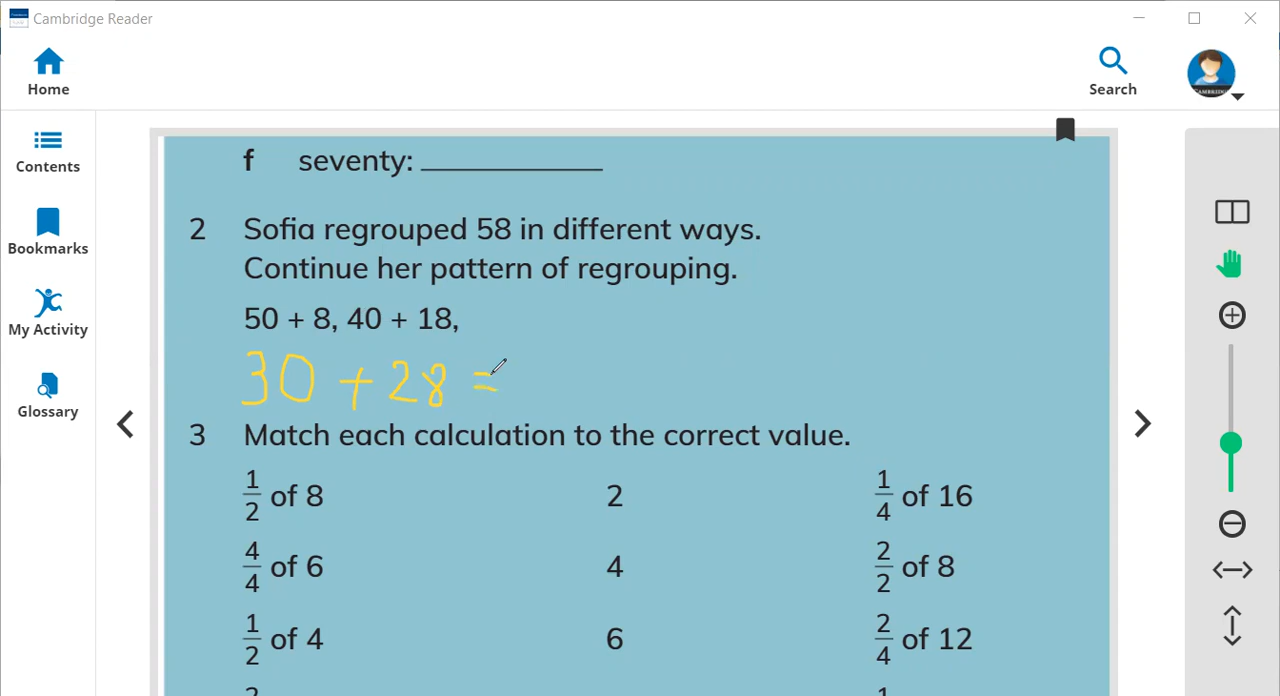 Cambridge Reader
Home
Search
CAMBRIDGE
Contents
Bookmarks
My Activity
Glossary
f seventy: ____________
2 Sofia regrouped 58 in different ways.
Continue her pattern of regrouping.
50 + 8, 40 + 18,
30 + 28 =
3 Match each calculation to the correct value.
1/2 of 8 2 1/4 of 16
4/4 of 6 4 2/2 of 8
1/2 of 4 6 2/4 of 12